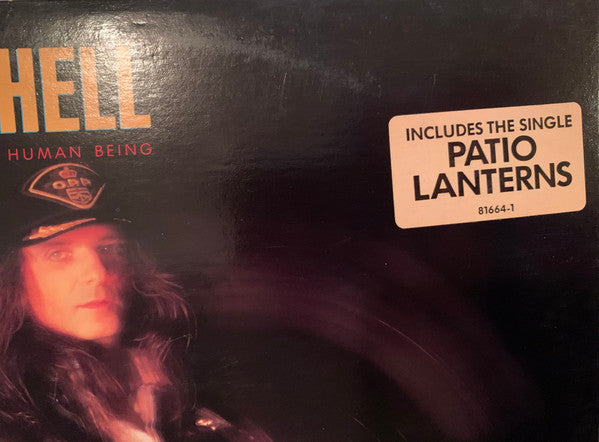 HELL
HUMAN BEING
O.P.P.
INCLUDES THE SINGLE
PATIO
LANTERNS
81664-1